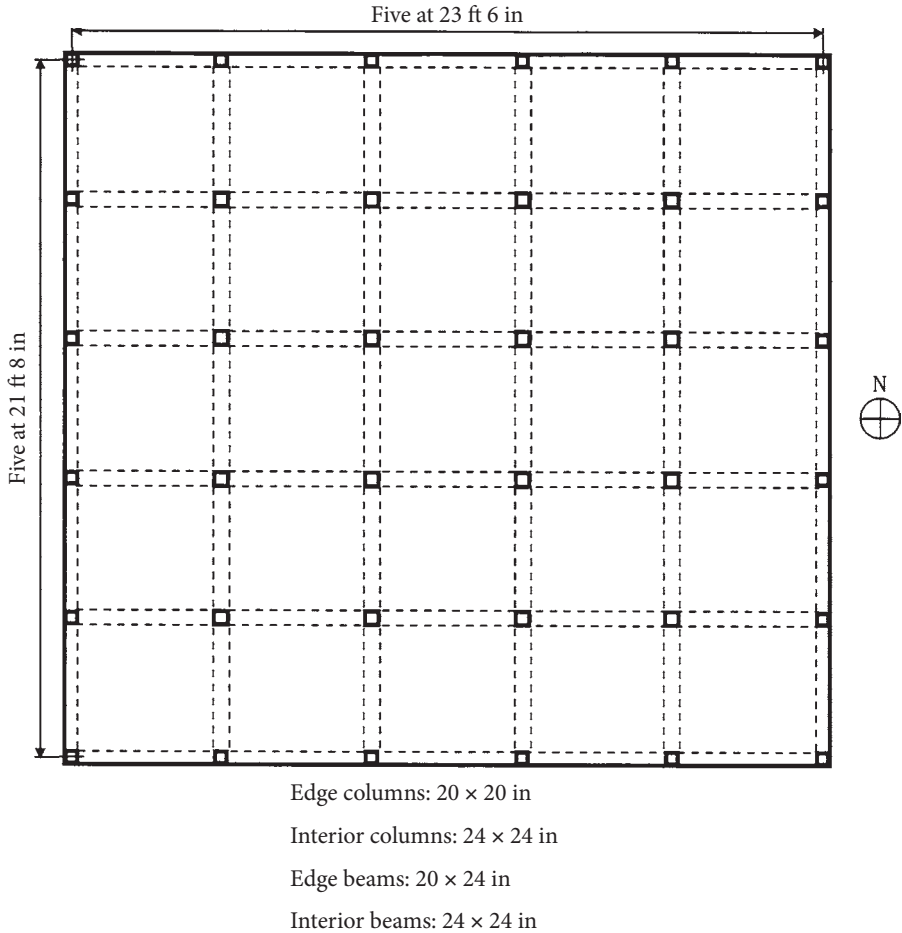 Five at 23 ft 6 in
Five at 21 ft 8 in
N
Edge columns: 20 × 20 in
Interior columns: 24 × 24 in
Edge beams: 20 × 24 in
Interior beams: 24 × 24 in